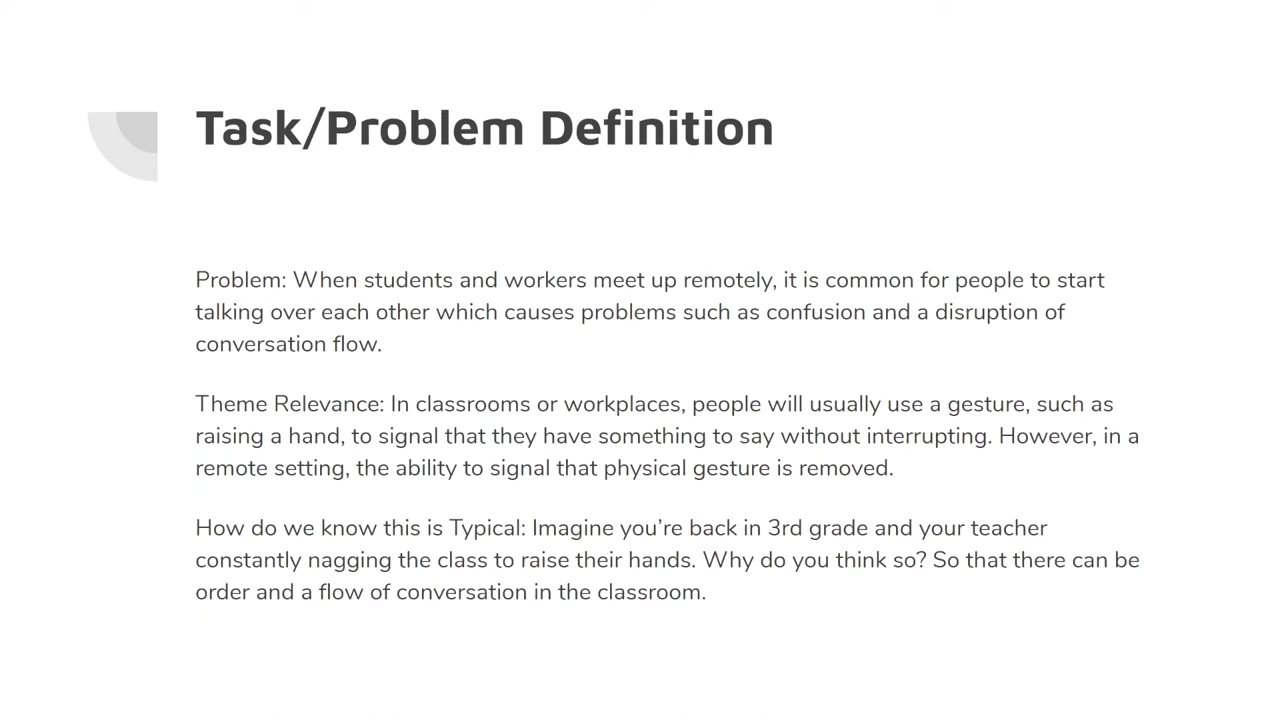 Task/Problem Definition
Problem: When students and workers meet up remotely, it is common for people to start
talking over each other which causes problems such as confusion and a disruption of
conversation flow.
Theme Relevance: In classrooms or workplaces, people will usually use a gesture, such as
raising a hand, to signal that they have something to say without interrupting. However, in a
remote setting, the ability to signal that physical gesture is removed.
How do we know this is Typical: Imagine you’re back in 3rd grade and your teacher
constantly nagging the class to raise their hands. Why do you think so? So that there can be
order and a flow of conversation in the classroom.